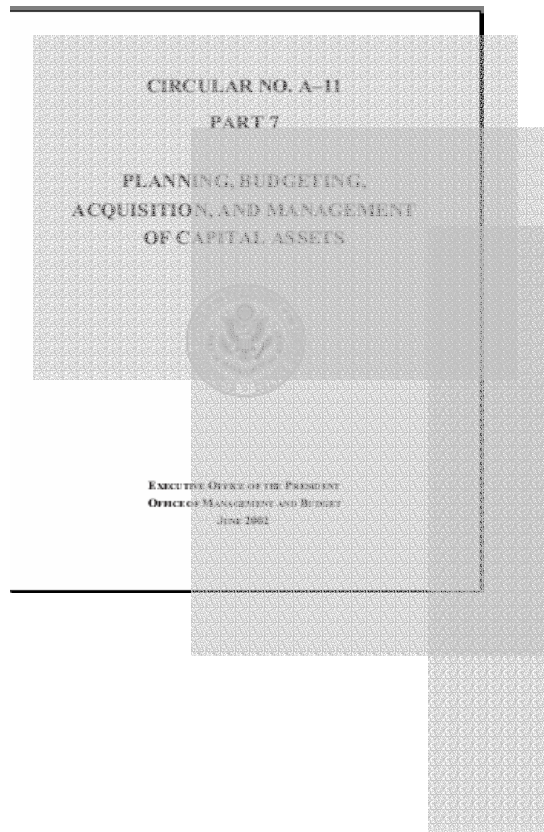 CIRCULAR NO. A–11
PART 7
PLANNING, BUDGETING,
ACQUISITION, AND MANAGEMENT
OF CAPITAL ASSETS
EXECUTIVE OFFICE OF THE PRESIDENT
OFFICE OF MANAGEMENT AND BUDGET
JUNE 2002